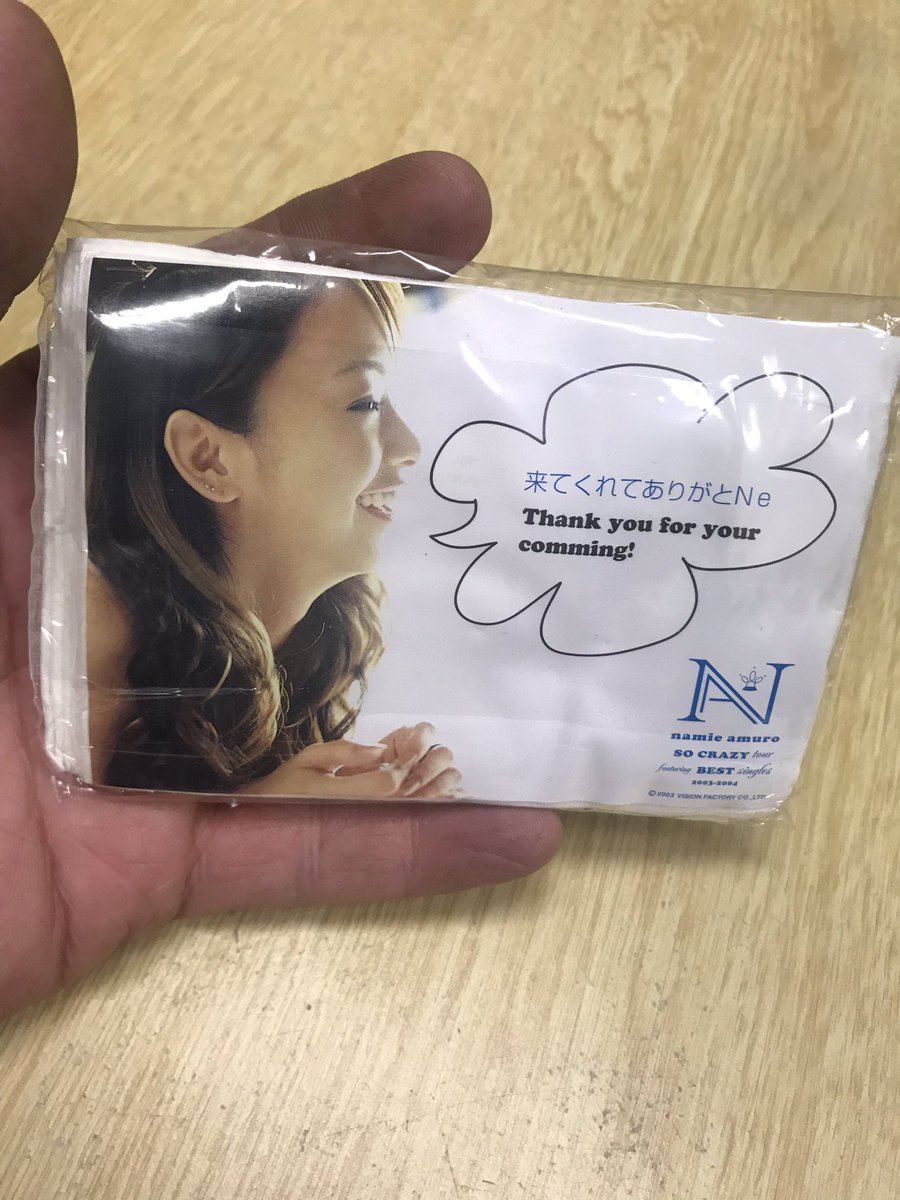 来てくれてありがとNe
Thank you for your
comming!
NA
namie amuro
SO CRAZY tour
featuring BEST singles
2003-2004
©2003 VISION FACTORY CO.,LTD.